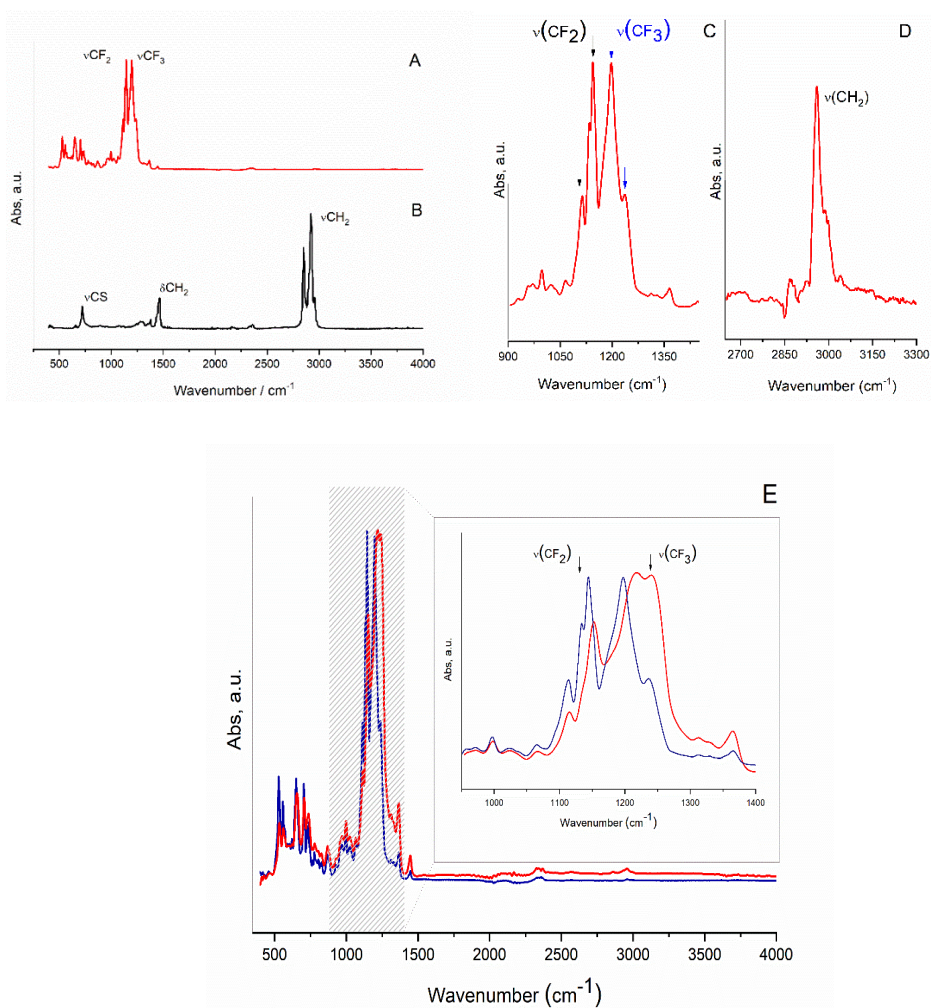 A
νCF₂ νCF₃
B
νCH₂
νCS
δCH₂
Abs, a.u.
500 1000 1500 2000 2500 3000 3500 4000
Wavenumber / cm⁻¹
C
ν(CF₂) ν(CF₃)
Abs, a.u.
900 1050 1200 1350
Wavenumber (cm⁻¹)
D
ν(CH₂)
2700 2850 3000 3150 3300
Wavenumber (cm⁻¹)
E
ν(CF₂) ν(CF₃)
Abs, a.u.
1000 1100 1200 1300 1400
Wavenumber (cm⁻¹)
Abs, a.u.
500 1000 1500 2000 2500 3000 3500 4000
Wavenumber (cm⁻¹)